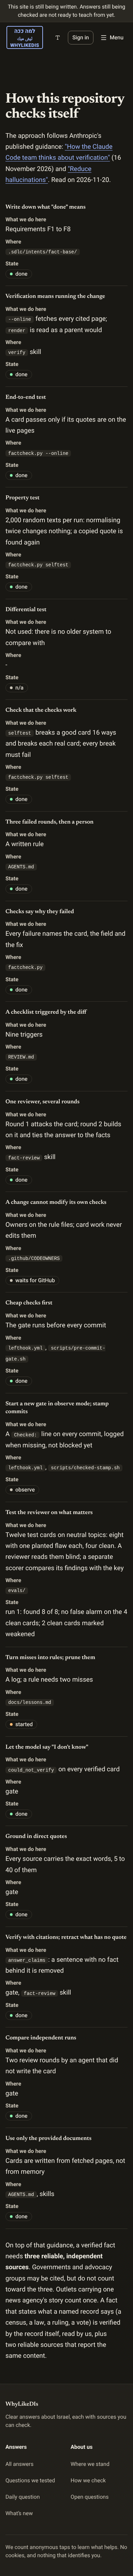 This site is still being written. Answers still being
checked and are not ready to teach from yet.
למה ככה
ليش هيك
WHYLIKEDIS
Sign in
Menu
How this repository
checks itself
The approach follows Anthropic's
published guidance: "How the Claude
Code team thinks about verification" (16
November 2026) and "Reduce
hallucinations". Read on 2026-11-20.
Write down what "done" means
What we do here
Requirements F1 to F8
Where
.sdlc/intents/fact-base/
State
done
Verification means running the change
What we do here
--online fetches every cited page;
render is read as a parent would
Where
verify skill
State
done
End-to-end test
What we do here
A card passes only if its quotes are on the
live pages
Where
factcheck.py --online
State
done
Property test
What we do here
2,000 random texts per run: normalising
twice changes nothing; a copied quote is
found again
Where
factcheck.py selftest
State
done
Differential test
What we do here
Not used: there is no older system to
compare with
Where
-
State
n/a
Check that the checks work
What we do here
selftest breaks a good card 16 ways
and breaks each real card; every break
must fail
Where
factcheck.py selftest
State
done
Three failed rounds, then a person
What we do here
A written rule
Where
AGENTS.md
State
done
Checks say why they failed
What we do here
Every failure names the card, the field and
the fix
Where
factcheck.py
State
done
A checklist triggered by the diff
What we do here
Nine triggers
Where
REVIEW.md
State
done
One reviewer, several rounds
What we do here
Round 1 attacks the card; round 2 builds
on it and ties the answer to the facts
Where
fact-review skill
State
done
A change cannot modify its own checks
What we do here
Owners on the rule files; card work never
edits them
Where
.github/CODEOWNERS
State
waits for GitHub
Cheap checks first
What we do here
The gate runs before every commit
Where
lefthook.yml, scripts/pre-commit-
gate.sh
State
done
Start a new gate in observe mode; stamp
commits
What we do here
A Checked: line on every commit, logged
when missing, not blocked yet
Where
lefthook.yml, scripts/checked-stamp.sh
State
observe
Test the reviewer on what matters
What we do here
Twelve test cards on neutral topics: eight
with one planted flaw each, four clean. A
reviewer reads them blind; a separate
scorer compares its findings with the key
Where
evals/
State
run 1: found 8 of 8; no false alarm on the 4
clean cards; 2 clean cards marked
weakened
Turn misses into rules; prune them
What we do here
A log; a rule needs two misses
Where
docs/lessons.md
State
started
Let the model say "I don't know"
What we do here
could_not_verify on every verified card
Where
gate
State
done
Ground in direct quotes
What we do here
Every source carries the exact words, 5 to
40 of them
Where
gate
State
done
Verify with citations; retract what has no quote
What we do here
answer_claims: a sentence with no fact
behind it is removed
Where
gate, fact-review skill
State
done
Compare independent runs
What we do here
Two review rounds by an agent that did
not write the card
Where
gate
State
done
Use only the provided documents
What we do here
Cards are written from fetched pages, not
from memory
Where
AGENTS.md, skills
State
done
On top of that guidance, a verified fact
needs three reliable, independent
sources. Governments and advocacy
groups may be cited, but do not count
toward the three. Outlets carrying one
news agency's story count once. A fact
that states what a named record says (a
census, a law, a ruling, a vote) is verified
by the record itself, read by us, plus
two reliable sources that report the
same content.
WhyLikeDIs
Clear answers about Israel, each with sources you
can check.
Answers
All answers
Questions we tested
Daily question
What's new
About us
Where we stand
How we check
Open questions
We count anonymous taps to learn what helps. No
cookies, and nothing that identifies you.